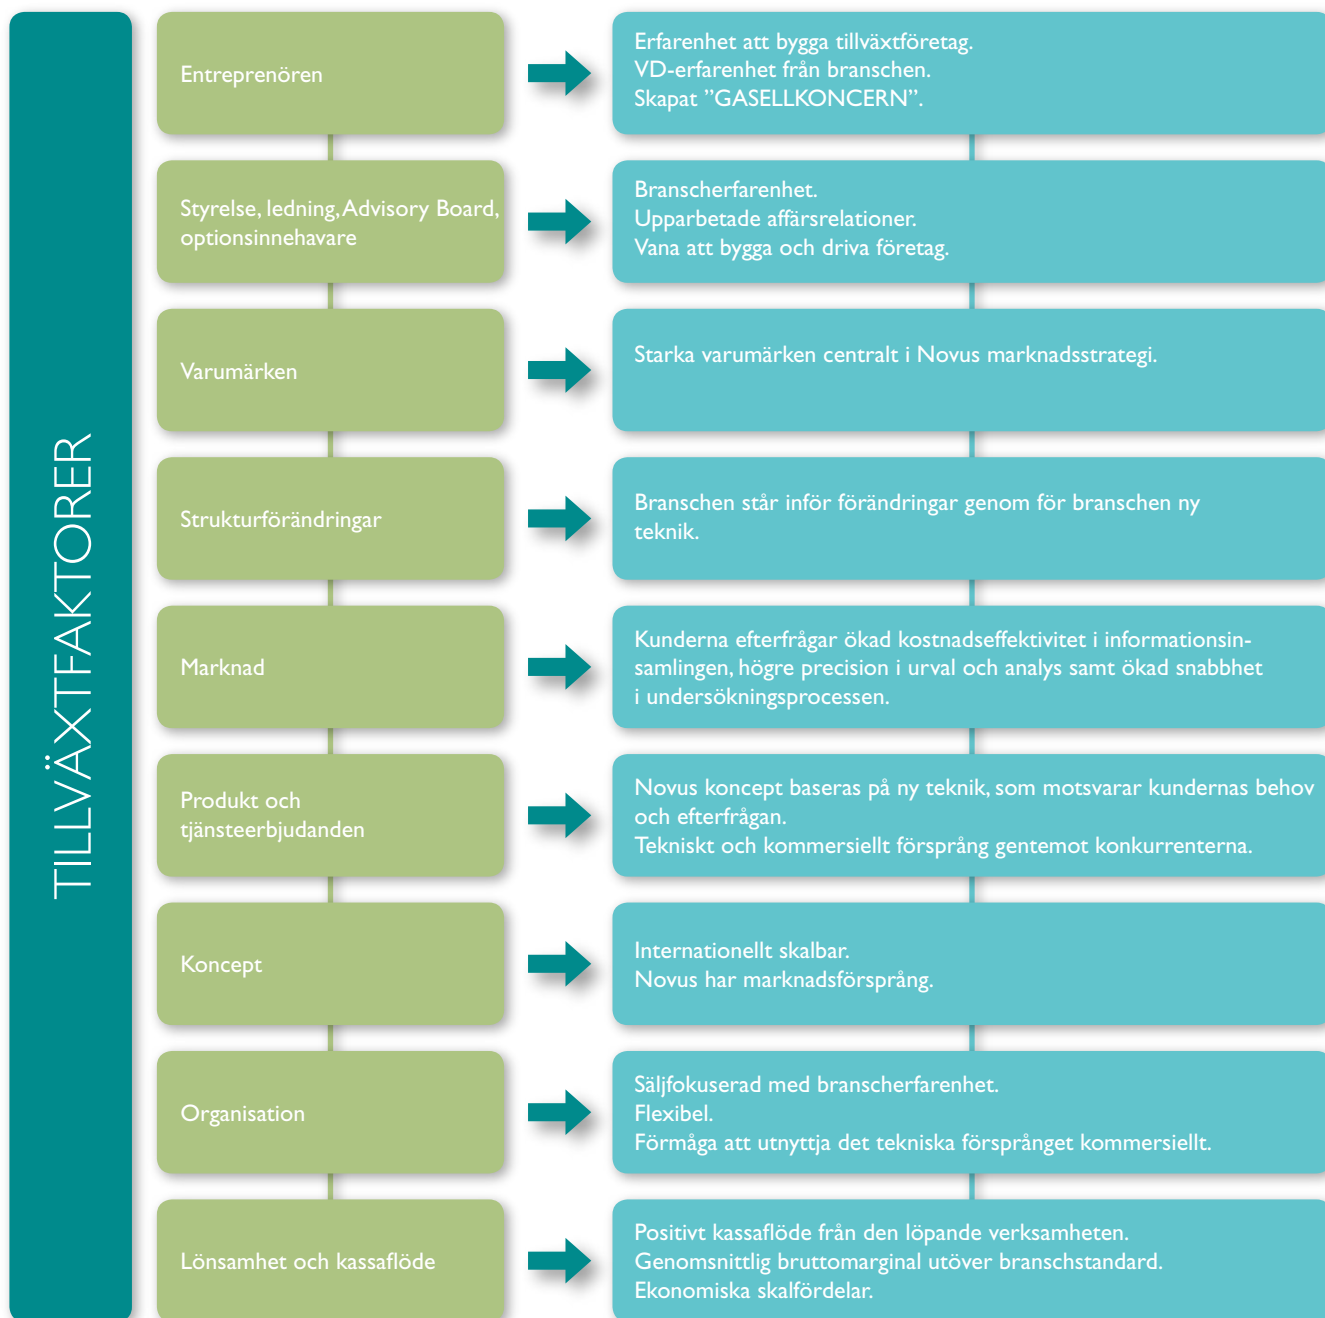 TILLVÄXTFAKTORER
Entreprenören
Erfarenhet att bygga tillväxtföretag.
VD-erfarenhet från branschen.
Skapat ”GASELLKONCERN”.
Styrelse, ledning, Advisory Board,
optionsinnehavare
Branscherfarenhet.
Upparbetade affärsrelationer.
Vana att bygga och driva företag.
Varumärken
Starka varumärken centralt i Novus marknadsstrategi.
Strukturförändringar
Branschen står inför förändringar genom för branschen ny
teknik.
Marknad
Kunderna efterfrågar ökad kostnadseffektivitet i informationsin-
samlingen, högre precision i urval och analys samt ökad snabbhet
i undersökningsprocessen.
Produkt och
tjänsteerbjudanden
Novus koncept baseras på ny teknik, som motsvarar kundernas behov
och efterfrågan.
Tekniskt och kommersiellt försprång gentemot konkurrenterna.
Koncept
Internationellt skalbar.
Novus har marknadsförsprång.
Organisation
Säljfokuserad med branscherfarenhet.
Flexibel.
Förmåga att utnyttja det tekniska försprånget kommersiellt.
Lönsamhet och kassaflöde
Positivt kassaflöde från den löpande verksamheten.
Genomsnittlig bruttomarginal utöver branschstandard.
Ekonomiska skalfördelar.